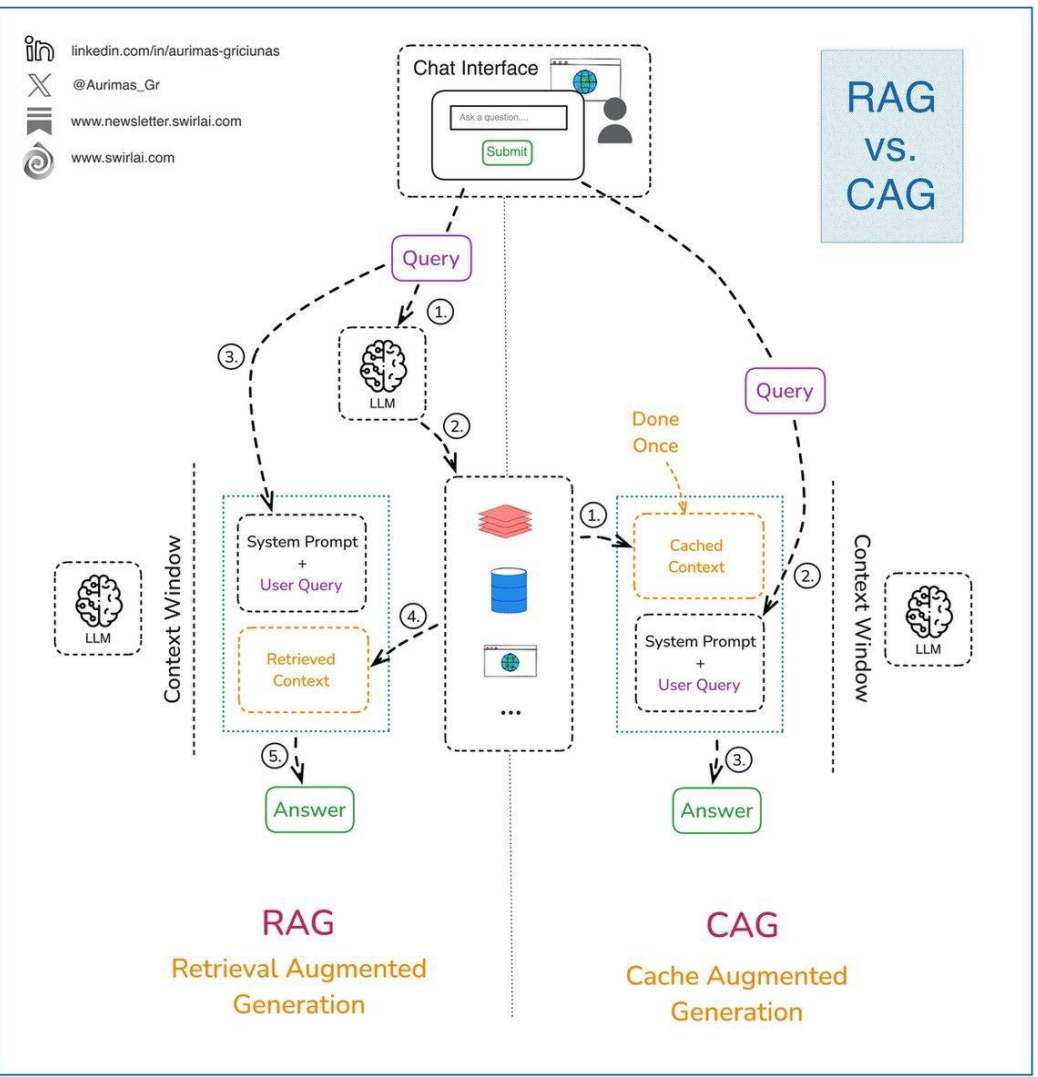 linkedin.com/in/aurimas-griciunas
@Aurimas_Gr
www.newsletter.swirlai.com
www.swirlai.com
Chat Interface
Ask a question....
Submit
RAG
vs.
CAG
Query
1.
3.
LLM
2.
Query
Done
Once
1.
Cached
Context
2.
System Prompt
+
User Query
Context Window
LLM
4.
Retrieved
Context
...
System Prompt
+
User Query
Context Window
LLM
5.
Answer
3.
Answer
RAG
Retrieval Augmented
Generation
CAG
Cache Augmented
Generation